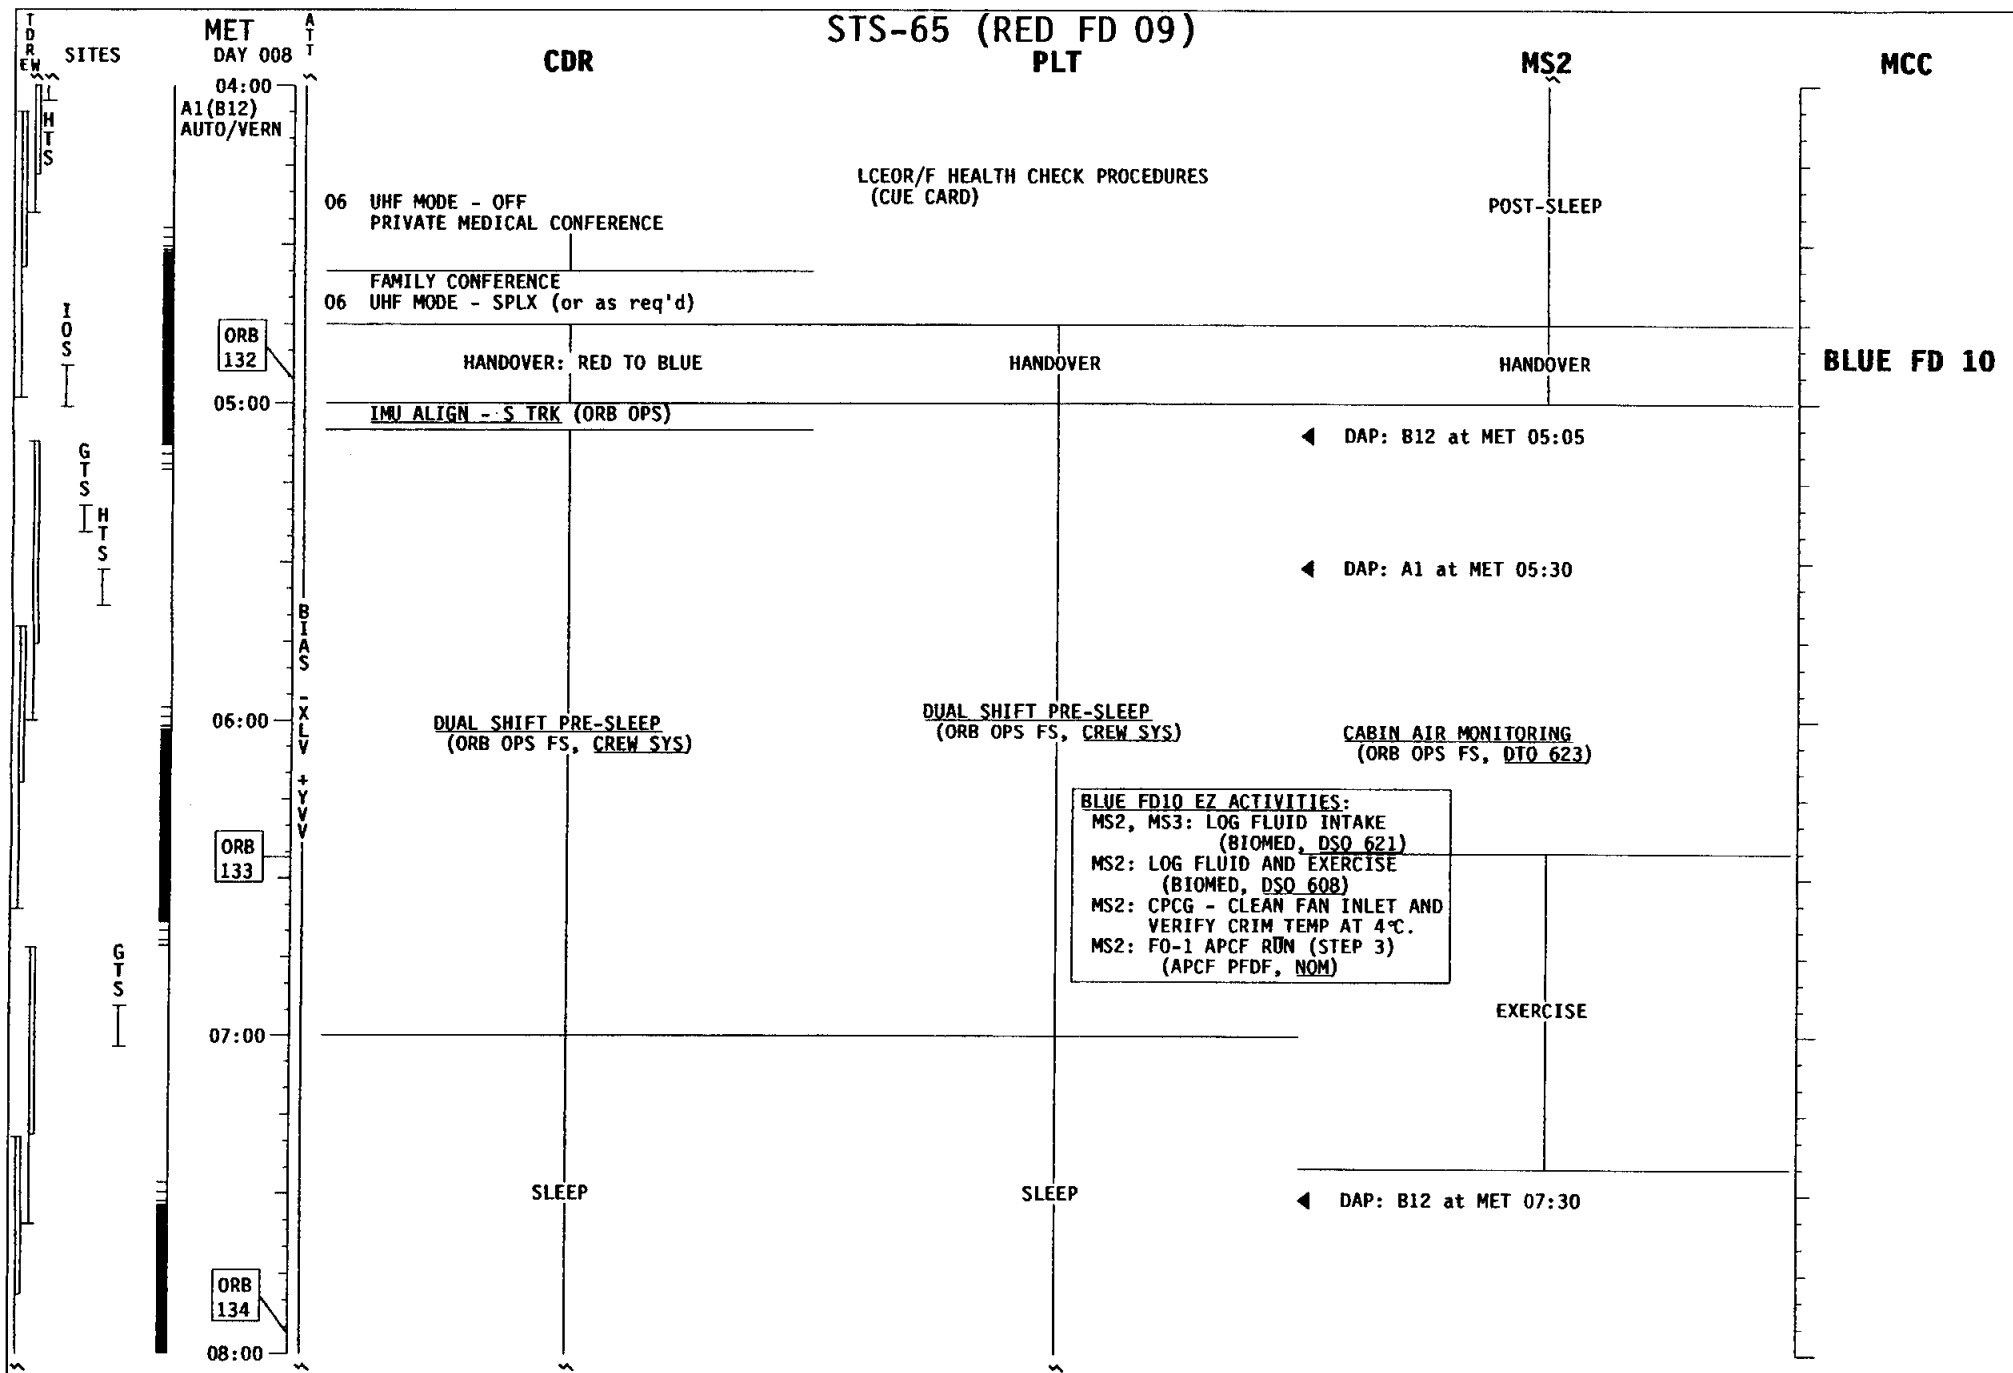 STS-65 (RED FD 09)
TDRE W
SITES
MET
DAY 008
ATT
CDR
PLT
MS2
MCC
04:00
A1(B12)
AUTO/VERN
HTS
LCEOR/F HEALTH CHECK PROCEDURES
(CUE CARD)
06 UHF MODE - OFF
PRIVATE MEDICAL CONFERENCE
POST-SLEEP
FAMILY CONFERENCE
06 UHF MODE - SPLX (or as req'd)
IOS
ORB
132
HANDOVER: RED TO BLUE
HANDOVER
HANDOVER
BLUE FD 10
05:00
IMU ALIGN - S TRK (ORB OPS)
DAP: B12 at MET 05:05
GTS
HTS
DAP: A1 at MET 05:30
BIAS -XLV +YVV
06:00
DUAL SHIFT PRE-SLEEP
(ORB OPS FS, CREW SYS)
DUAL SHIFT PRE-SLEEP
(ORB OPS FS, CREW SYS)
CABIN AIR MONITORING
(ORB OPS FS, DTO 623)
BLUE FD10 EZ ACTIVITIES:
MS2, MS3: LOG FLUID INTAKE
(BIOMED, DSO 621)
MS2: LOG FLUID AND EXERCISE
(BIOMED, DSO 608)
MS2: CPCG - CLEAN FAN INLET AND
VERIFY CRIM TEMP AT 4°C.
MS2: FO-1 APCF RUN (STEP 3)
(APCF PFDF, NOM)
ORB
133
GTS
EXERCISE
07:00
SLEEP
SLEEP
DAP: B12 at MET 07:30
ORB
134
08:00